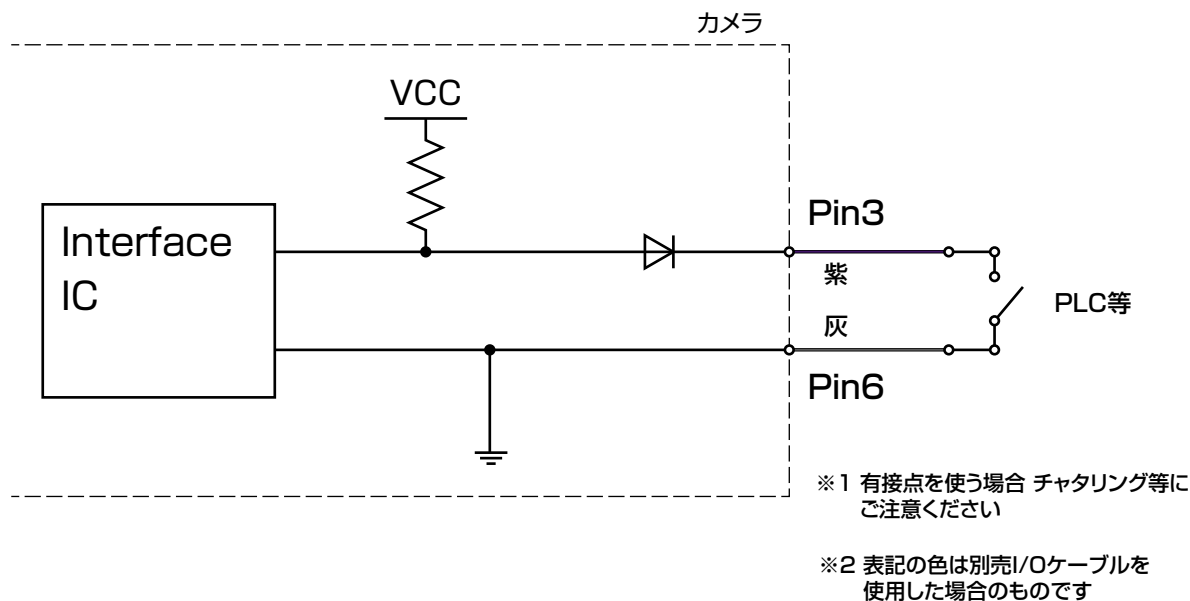 カメラ
VCC
Interface
IC
Pin3
紫
灰
Pin6
PLC等
※1 有接点を使う場合 チャタリング等に
ご注意ください
※2 表記の色は別売I/Oケーブルを
使用した場合のものです